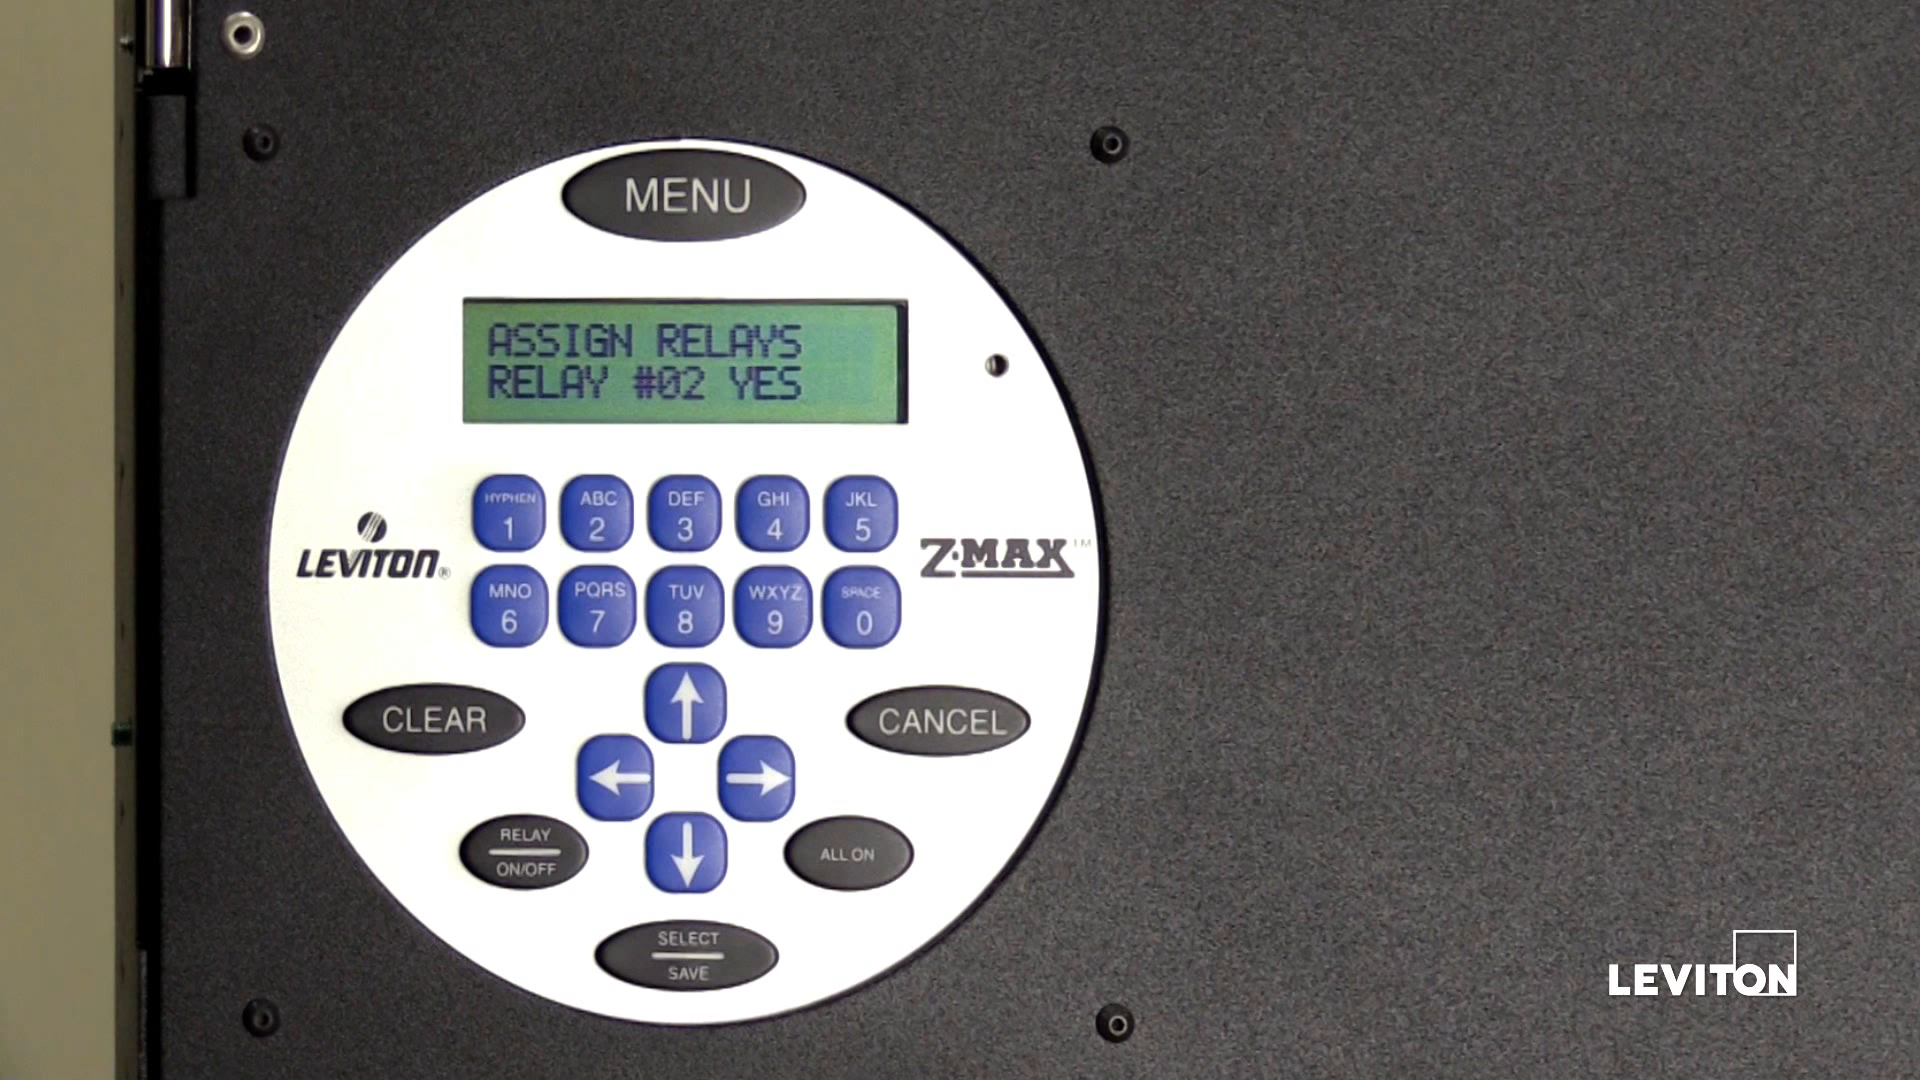 MENU
ASSIGN RELAYS
RELAY #02 YES
HYPHEN
1
ABC
2
DEF
3
GHI
4
JKL
5
LEVITON®
Z·MAX™
MNO
6
PQRS
7
TUV
8
WXYZ
9
SPACE
0
CLEAR
CANCEL
RELAY
ON/OFF
ALL ON
SELECT
SAVE
LEVITON